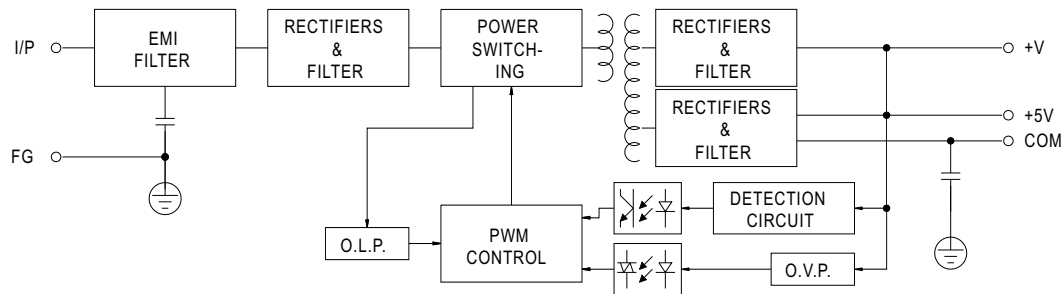 I/P
EMI
FILTER
RECTIFIERS
&
FILTER
POWER
SWITCH-
ING
RECTIFIERS
&
FILTER
+V
RECTIFIERS
&
FILTER
+5V
COM
FG
DETECTION
CIRCUIT
O.L.P.
PWM
CONTROL
O.V.P.